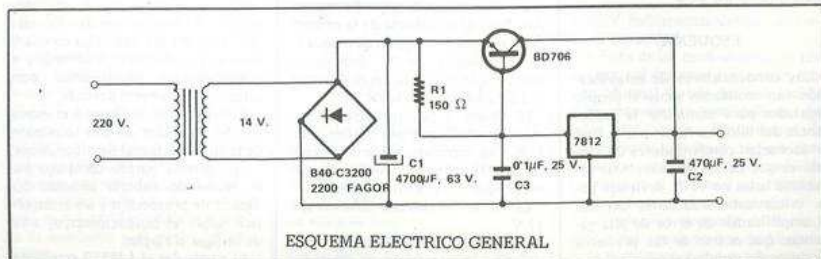 BD706
R1
150 Ω
220 V.
14 V.
7812
B40-C3200
2200 FAGOR
C1
4700µF, 63 V.
0'1µF, 25 V.
C3
470µF, 25 V.
C2
ESQUEMA ELECTRICO GENERAL